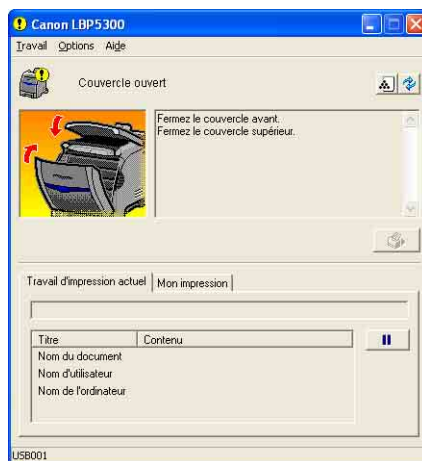 Canon LBP5300
Travail Options Aide
Couvercle ouvert
Fermez le couvercle avant.
Fermez le couvercle supérieur.
Travail d'impression actuel Mon impression
Titre Contenu
Nom du document
Nom d'utilisateur
Nom de l'ordinateur
USB001